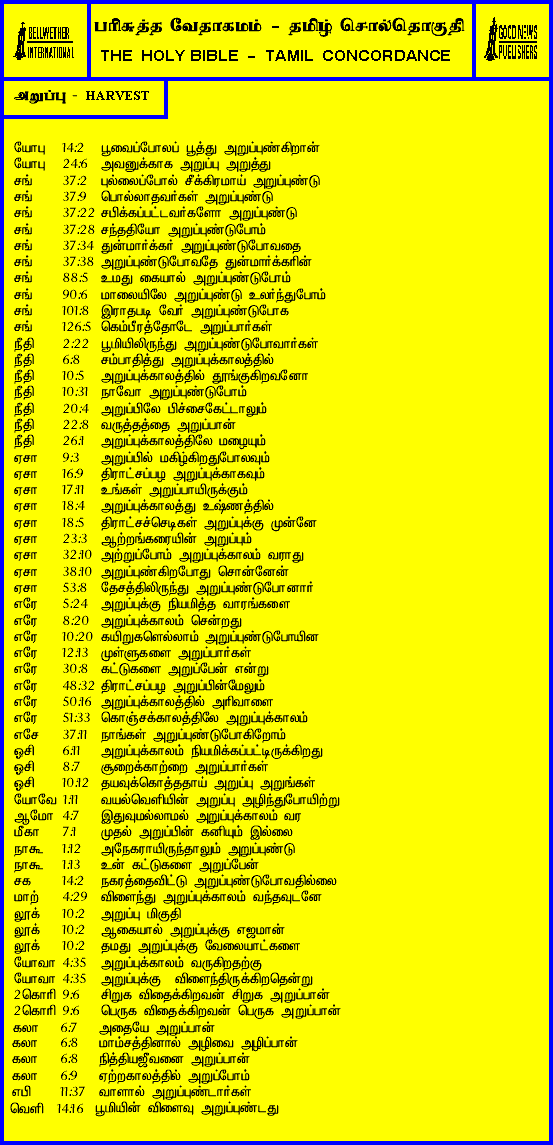 BELLWETHER INTERNATIONAL
பரிசுத்த வேதாகமம் - தமிழ் சொல்தொகுதி
THE HOLY BIBLE - TAMIL CONCORDANCE
GOOD NEWS PUBLISHERS
அறுப்பு - HARVEST
யோபு 14:2 பூவைப்போலப் பூத்து அறுப்புண்கிறான்
யோபு 24:6 அவனுக்காக அறுப்பு அறுத்து
சங் 37:2 புல்லைப்போல் சீக்கிரமாய் அறுப்புண்டு
சங் 37:9 பொல்லாதவர்கள் அறுப்புண்டு
சங் 37:22 சபிக்கப்பட்டவர்களோ அறுப்புண்டு
சங் 37:28 சந்ததியோ அறுப்புண்டுபோம்
சங் 37:34 துன்மார்க்கர் அறுப்புண்டுபோவதை
சங் 37:38 அறுப்புண்டுபோவதே துன்மார்க்கரின்
சங் 88:5 உமது கையால் அறுப்புண்டுபோம்
சங் 90:6 மாலையிலே அறுப்புண்டு உலர்ந்துபோம்
சங் 101:8 இராதபடி வேர் அறுப்புண்டுபோக
சங் 126:5 கெம்பீரத்தோடே அறுப்பார்கள்
நீதி 2:22 பூமியிலிருந்து அறுப்புண்டுபோவார்கள்
நீதி 6:8 சம்பாதித்து அறுப்புக்காலத்தில்
நீதி 10:5 அறுப்புக்காலத்தில் தூங்குகிறவனோ
நீதி 10:31 நாவோ அறுப்புண்டுபோம்
நீதி 20:4 அறுப்பிலே பிச்சைகேட்டாலும்
நீதி 22:8 வருத்தத்தை அறுப்பான்
நீதி 26:1 அறுப்புக்காலத்திலே மழையும்
ஏசா 9:3 அறுப்பில் மகிழ்கிறதுபோலவும்
ஏசா 16:9 திராட்சப்பழ அறுப்புக்காகவும்
ஏசா 17:11 உங்கள் அறுப்பாயிருக்கும்
ஏசா 18:4 அறுப்புக்காலத்து உஷ்ணத்தில்
ஏசா 18:5 திராட்சச்செடிகள் அறுப்புக்கு முன்னே
ஏசா 23:3 ஆற்றங்கரையின் அறுப்பும்
ஏசா 32:10 அற்றுப்போம் அறுப்புக்காலம் வராது
ஏசா 38:10 அறுப்புண்கிறபோது சொன்னேன்
ஏசா 53:8 தேசத்திலிருந்து அறுப்புண்டுபோனார்
எரே 5:24 அறுப்புக்கு நியமித்த வாரங்களை
எரே 8:20 அறுப்புக்காலம் சென்றது
எரே 10:20 கயிறுகளெல்லாம் அறுப்புண்டுபோயின
எரே 12:13 முள்ளுகளை அறுப்பார்கள்
எரே 30:8 கட்டுகளை அறுப்பேன் என்று
எரே 48:32 திராட்சப்பழ அறுப்பின்மேலும்
எரே 50:16 அறுப்புக்காலத்தில் அரிவாளை
எரே 51:33 கொஞ்சக்காலத்திலே அறுப்புக்காலம்
எசே 37:11 நாங்கள் அறுப்புண்டுபோகிறோம்
ஓசி 6:11 அறுப்புக்காலம் நியமிக்கப்பட்டிருக்கிறது
ஓசி 8:7 சூறைக்காற்றை அறுப்பார்கள்
ஓசி 10:12 தயவுக்கொத்ததாய் அறுப்பு அறுங்கள்
யோவே 1:11 வயல்வெளியின் அறுப்பு அழிந்துபோயிற்று
ஆமோ 4:7 இதுவுமல்லாமல் அறுப்புக்காலம் வர
மீகா 7:1 முதல் அறுப்பின் கனியும் இல்லை
நாகூ 1:12 அநேகராயிருந்தாலும் அறுப்புண்டு
நாகூ 1:13 உன் கட்டுகளை அறுப்பேன்
சக 14:2 நகரத்தைவிட்டு அறுப்புண்டுபோவதில்லை
மாற் 4:29 விளைந்து அறுப்புக்காலம் வந்தவுடனே
லூக் 10:2 அறுப்பு மிகுதி
லூக் 10:2 ஆகையால் அறுப்புக்கு எஜமான்
லூக் 10:2 தமது அறுப்புக்கு வேலையாட்களை
யோவா 4:35 அறுப்புக்காலம் வருகிறதற்கு
யோவா 4:35 அறுப்புக்கு விளைந்திருக்கிறதென்று
2கொரி 9:6 சிறுக விதைக்கிறவன் சிறுக அறுப்பான்
2கொரி 9:6 பெருக விதைக்கிறவன் பெருக அறுப்பான்
கலா 6:7 அதையே அறுப்பான்
கலா 6:8 மாம்சத்தினால் அழிவை அழிப்பான்
கலா 6:8 நித்தியஜீவனை அறுப்பான்
கலா 6:9 ஏற்றகாலத்தில் அறுப்போம்
எபி 11:37 வாளால் அறுப்புண்டார்கள்
வெளி 14:16 பூமியின் விளைவு அறுப்புண்டது